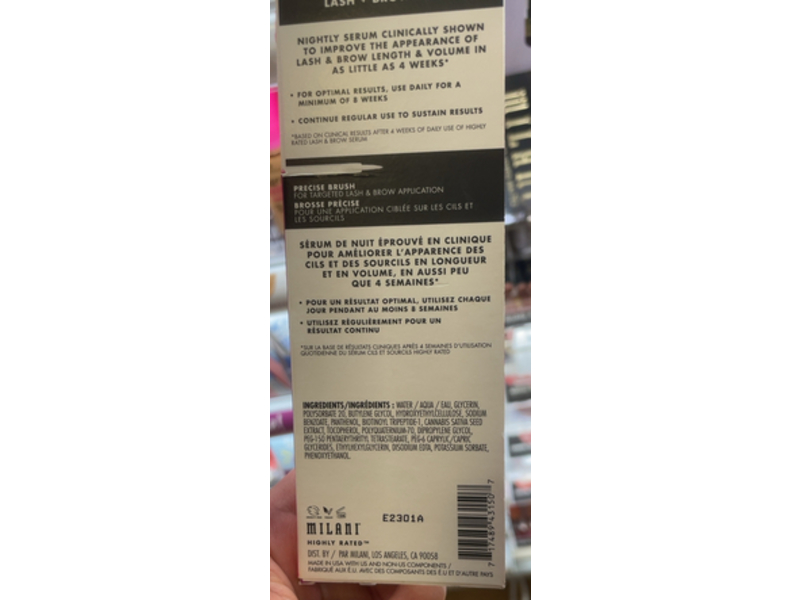 LASH + BROW
NIGHTLY SERUM CLINICALLY SHOWN
TO IMPROVE THE APPEARANCE OF
LASH & BROW LENGTH & VOLUME IN
AS LITTLE AS 4 WEEKS*
• FOR OPTIMAL RESULTS, USE DAILY FOR A
MINIMUM OF 8 WEEKS
• CONTINUE REGULAR USE TO SUSTAIN RESULTS
*BASED ON CLINICAL RESULTS AFTER 4 WEEKS OF DAILY USE OF HIGHLY
RATED LASH & BROW SERUM
PRECISE BRUSH
FOR TARGETED LASH & BROW APPLICATION
BROSSE PRÉCISE
POUR UNE APPLICATION CIBLÉE SUR LES CILS ET
LES SOURCILS
SÉRUM DE NUIT ÉPROUVÉ EN CLINIQUE
POUR AMÉLIORER L'APPARENCE DES
CILS ET DES SOURCILS EN LONGUEUR
ET EN VOLUME, EN AUSSI PEU
QUE 4 SEMAINES*
• POUR UN RÉSULTAT OPTIMAL, UTILISEZ CHAQUE
JOUR PENDANT AU MOINS 8 SEMAINES
• UTILISEZ RÉGULIÈREMENT POUR UN
RÉSULTAT CONTINU
*SUR LA BASE DE RÉSULTATS CLINIQUES APRÈS 4 SEMAINES D'UTILISATION
QUOTIDIENNE DU SÉRUM CILS ET SOURCILS HIGHLY RATED
INGREDIENTS/INGRÉDIENTS : WATER / AQUA / EAU, GLYCERIN,
POLYSORBATE 20, BUTYLENE GLYCOL, HYDROXYETHYLCELLULOSE, SODIUM
BENZOATE, PANTHENOL, BIOTINOYL TRIPEPTIDE-1, CANNABIS SATIVA SEED
EXTRACT, TOCOPHEROL, POLYQUATERNIUM-70, DIPROPYLENE GLYCOL,
PEG-150 PENTAERYTHRITYL TETRASTEARATE, PEG-6 CAPRYLIC/CAPRIC
GLYCERIDES, ETHYLHEXYLGLYCERIN, DISODIUM EDTA, POTASSIUM SORBATE,
PHENOXYETHANOL.
E2301A
MILANI
HIGHLY RATED™
DIST. BY / PAR MILANI, LOS ANGELES, CA 90058
MADE IN USA WITH US AND NON-US COMPONENTS /
FABRIQUÉ AUX É.U. AVEC DES COMPOSANTS DES É.U ET D'AUTRE PAYS
7 17489 43150 7